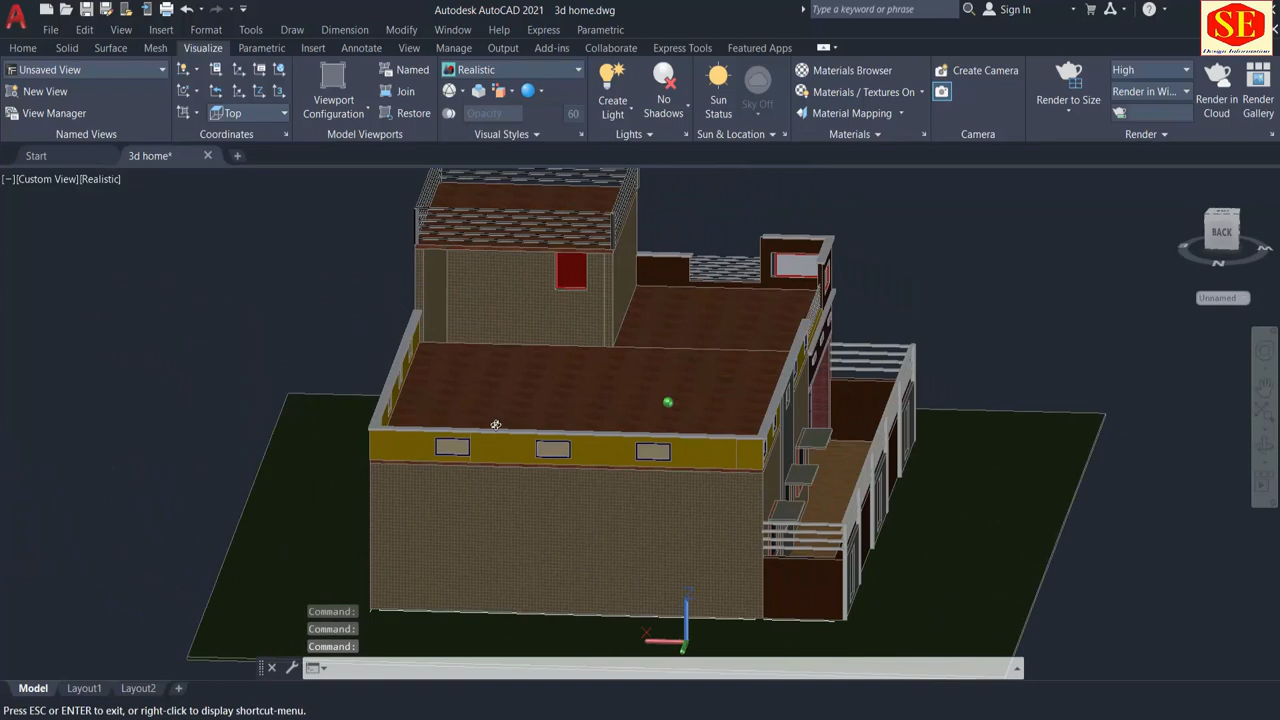 Autodesk AutoCAD 2021 3d home.dwg
Type a keyword or phrase
Sign In
SE
Design Information
File Edit View Insert Format Tools Draw Dimension Modify Window Help Express Parametric
Home Solid Surface Mesh Visualize Parametric Insert Annotate View Manage Output Add-ins Collaborate Express Tools Featured Apps
Unsaved View
New View
View Manager
Named Views
Top
Coordinates
Viewport
Configuration
Named
Join
Restore
Model Viewports
Realistic
Opacity 60
Visual Styles
Create
Light
No
Shadows
Lights
Sun
Status
Sky Off
Sun & Location
Materials Browser
Materials / Textures On
Material Mapping
Materials
Create Camera
Camera
Render to Size
High
Render in Wi...
Render in
Cloud
Render
Gallery
Render
Start 3d home*
[−][Custom View][Realistic]
BACK
N
Unnamed
X
Z
Command:
Command:
Command:
Model Layout1 Layout2
Press ESC or ENTER to exit, or right-click to display shortcut-menu.